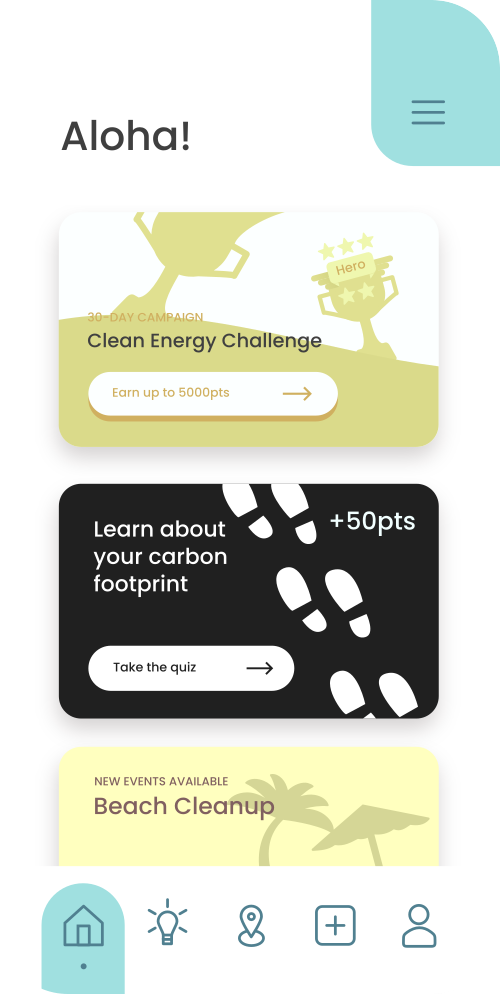 Aloha!
Hero
30-DAY CAMPAIGN
Clean Energy Challenge
Earn up to 5000pts
Learn about
your carbon
footprint
+50pts
Take the quiz
NEW EVENTS AVAILABLE
Beach Cleanup